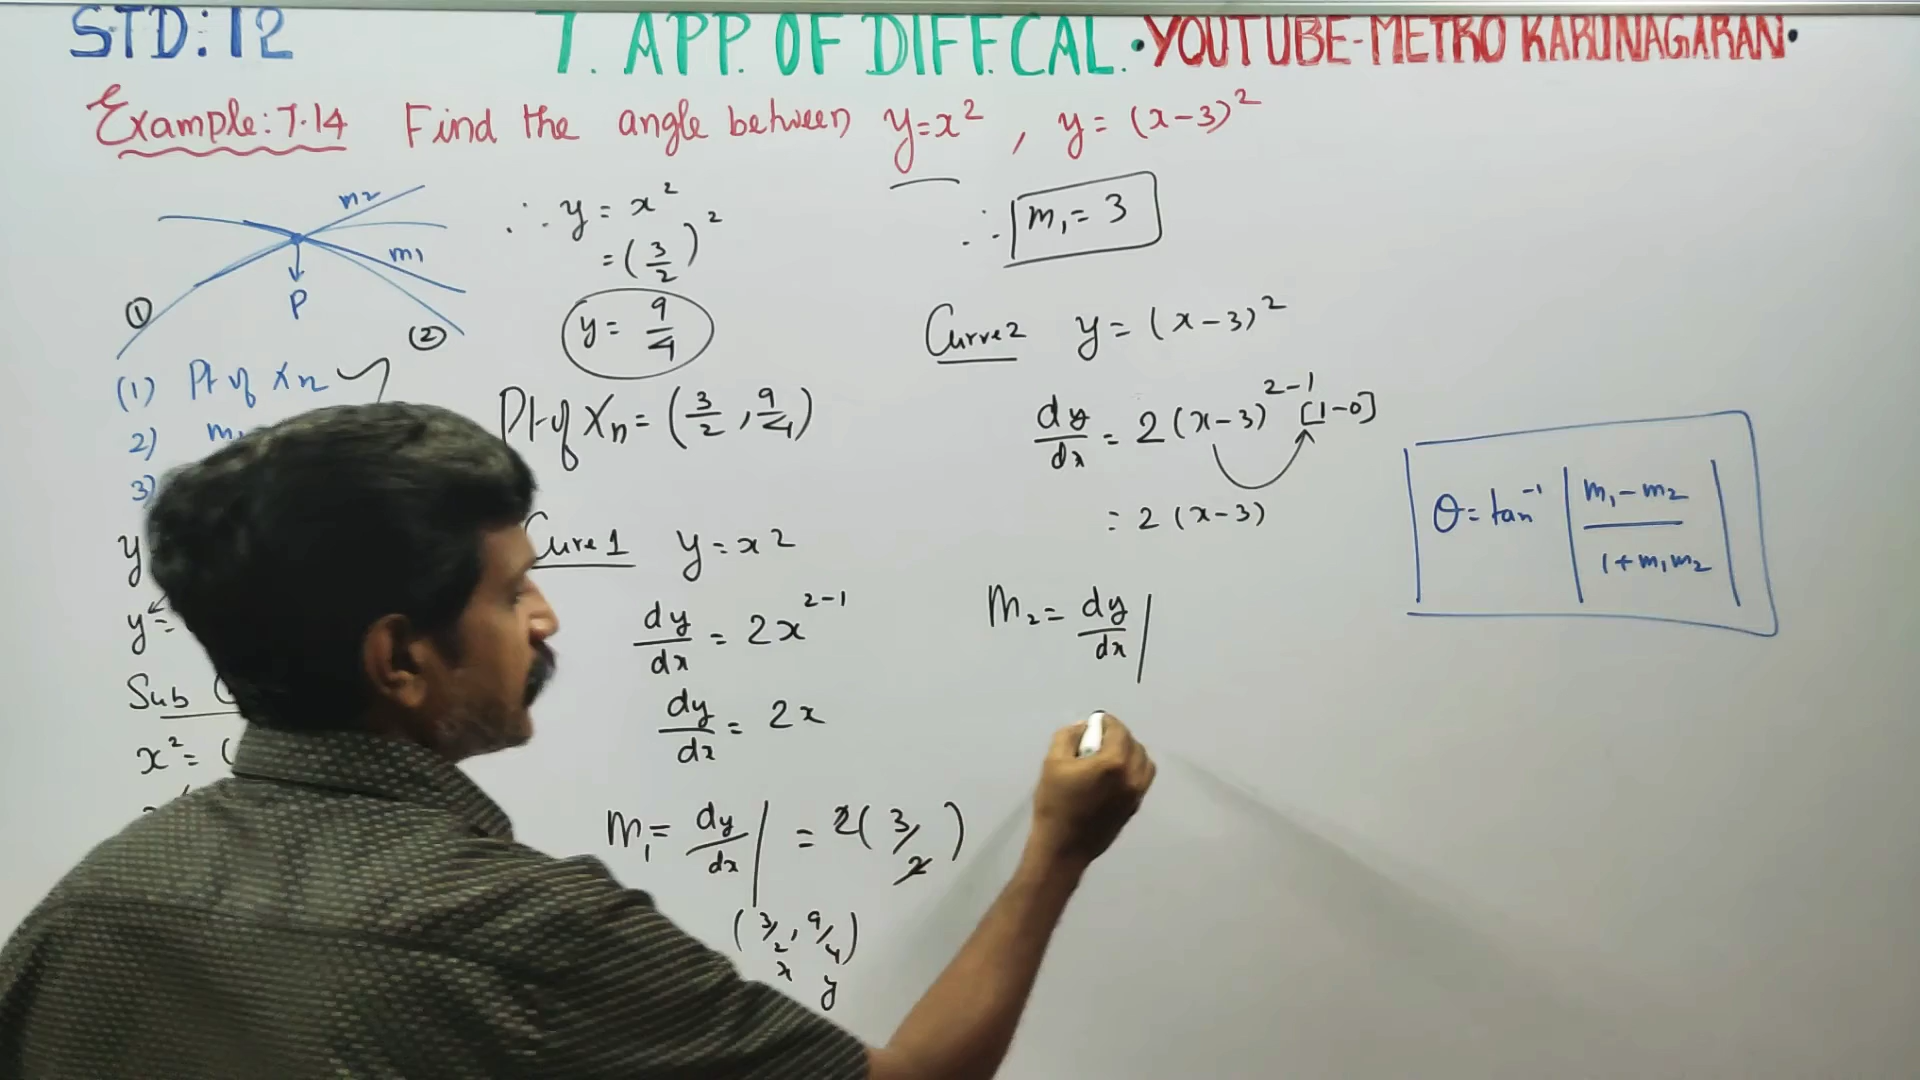 STD: 12
7. APP. OF DIFF.CAL. • YOUTUBE-METRO KARUNAGARAN •
Example: 7.14 Find the angle between y = x² , y = (x-3)²
m2
m1
P
①
②
(1) Pt of Xn
2) m1
3)
y
y =
Sub (
x² = (
∴ y = x²
= (3/2)²
y = 9/4
Pt of Xn = (3/2 , 9/4)
Curve 1 y = x2
dy/dx = 2x^2-1
dy/dx = 2x
M1 = dy/dx | = 2(3/2)
(3/2 , 9/4)
x y
∴ m1 = 3
Curve 2 y = (x-3)²
dy/dx = 2(x-3)^2-1 [1-0]
= 2(x-3)
M2 = dy/dx |
θ = tan⁻¹ | m1 - m2 / 1 + m1m2 |